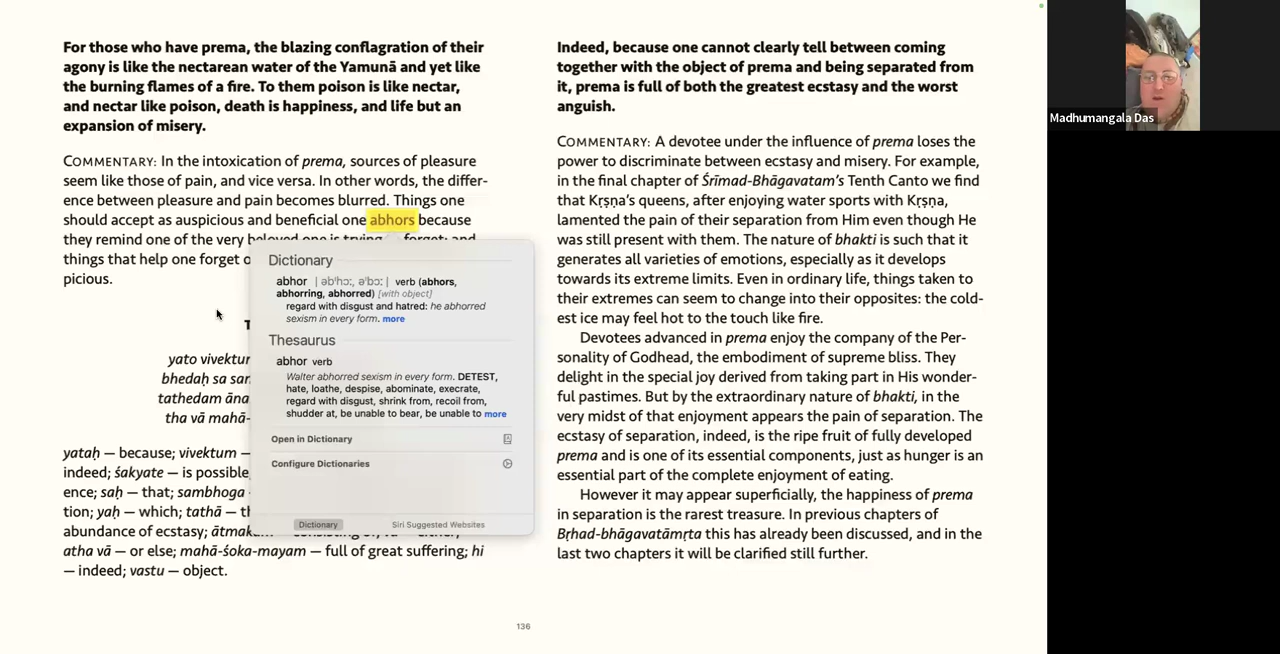 For those who have prema, the blazing conflagration of their
agony is like the nectarean water of the Yamunā and yet like
the burning flames of a fire. To them poison is like nectar,
and nectar like poison, death is happiness, and life but an
expansion of misery.
COMMENTARY: In the intoxication of prema, sources of pleasure
seem like those of pain, and vice versa. In other words, the differ-
ence between pleasure and pain becomes blurred. Things one
should accept as auspicious and beneficial one abhors because
they remind one of the very beloved one is trying forget; and
things that help one forget
picious.
Dictionary
abhor | əbˈhɔː, əˈbɔː | verb (abhors,
abhorring, abhorred) [with object]
regard with disgust and hatred: he abhorred
sexism in every form. more
Thesaurus
abhor verb
Walter abhorred sexism in every form. DETEST,
hate, loathe, despise, abominate, execrate,
regard with disgust, shrink from, recoil from,
shudder at, be unable to bear, be unable to more
Open in Dictionary
Configure Dictionaries
Dictionary Siri Suggested Websites
yato vivektum
bhedaḥ sa
tathedam
tha vā mahā-
yataḥ — because; vivektum —
indeed; śakyate — is possible
ence; saḥ — that; sambhoga
tion; yaḥ — which; tathā —
abundance of ecstasy;
atha vā — or else; mahā-śoka-mayam — full of great suffering; hi
— indeed; vastu — object.
Indeed, because one cannot clearly tell between coming
together with the object of prema and being separated from
it, prema is full of both the greatest ecstasy and the worst
anguish.
COMMENTARY: A devotee under the influence of prema loses the
power to discriminate between ecstasy and misery. For example,
in the final chapter of Śrīmad-Bhāgavatam's Tenth Canto we find
that Kṛṣṇa's queens, after enjoying water sports with Kṛṣṇa,
lamented the pain of their separation from Him even though He
was still present with them. The nature of bhakti is such that it
generates all varieties of emotions, especially as it develops
towards its extreme limits. Even in ordinary life, things taken to
their extremes can seem to change into their opposites: the cold-
est ice may feel hot to the touch like fire.
Devotees advanced in prema enjoy the company of the Per-
sonality of Godhead, the embodiment of supreme bliss. They
delight in the special joy derived from taking part in His wonder-
ful pastimes. But by the extraordinary nature of bhakti, in the
very midst of that enjoyment appears the pain of separation. The
ecstasy of separation, indeed, is the ripe fruit of fully developed
prema and is one of its essential components, just as hunger is an
essential part of the complete enjoyment of eating.
However it may appear superficially, the happiness of prema
in separation is the rarest treasure. In previous chapters of
Bṛhad-bhāgavatāmṛta this has already been discussed, and in the
last two chapters it will be clarified still further.
136
Madhumangala Das